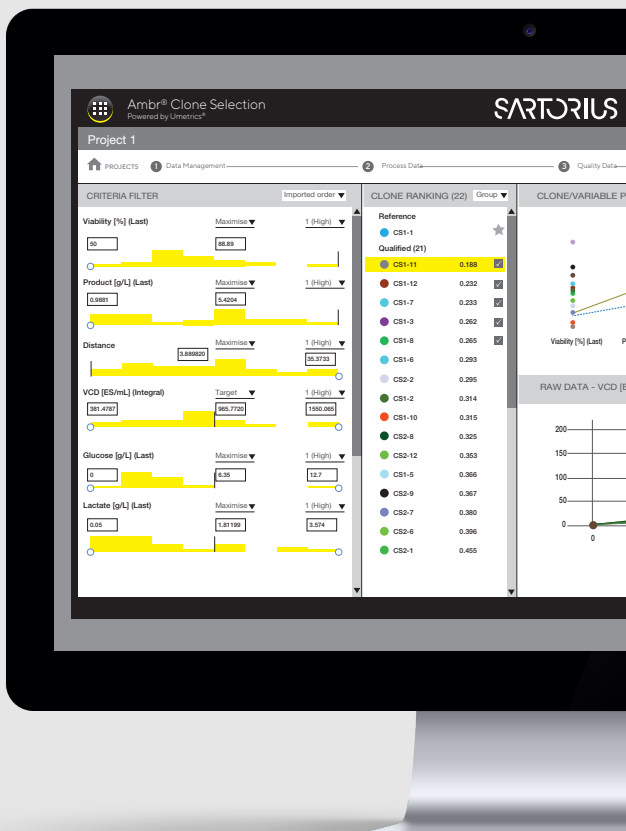 Ambr® Clone Selection
Powered by Umetrics®
SARTORIUS
Project 1
PROJECTS 1 Data Management 2 Process Data 3 Quality Data
CRITERIA FILTER Imported order
Viability [%] (Last) Maximise 1 (High)
50 88.89
Product [g/L] (Last) Maximise 1 (High)
0.9881 5.4204
Distance Maximise 1 (High)
3.889820 35.3733
VCD [ES/mL] (Integral) Target 1 (High)
381.4787 965.7720 1550.065
Glucose [g/L] (Last) Maximise 1 (High)
0 6.35 12.7
Lactate [g/L] (Last) Maximise 1 (High)
0.05 1.81199 3.574
CLONE RANKING (22) Group
Reference
CS1-1
Qualified (21)
CS1-11 0.188
CS1-12 0.232
CS1-7 0.233
CS1-3 0.262
CS1-8 0.265
CS1-6 0.293
CS2-2 0.295
CS1-2 0.314
CS1-10 0.315
CS2-8 0.325
CS2-12 0.353
CS1-5 0.366
CS2-9 0.367
CS2-7 0.380
CS2-6 0.396
CS2-1 0.455
CLONE/VARIABLE P
Viability [%] (Last) P
RAW DATA - VCD [E
200
150
100
50
0
0